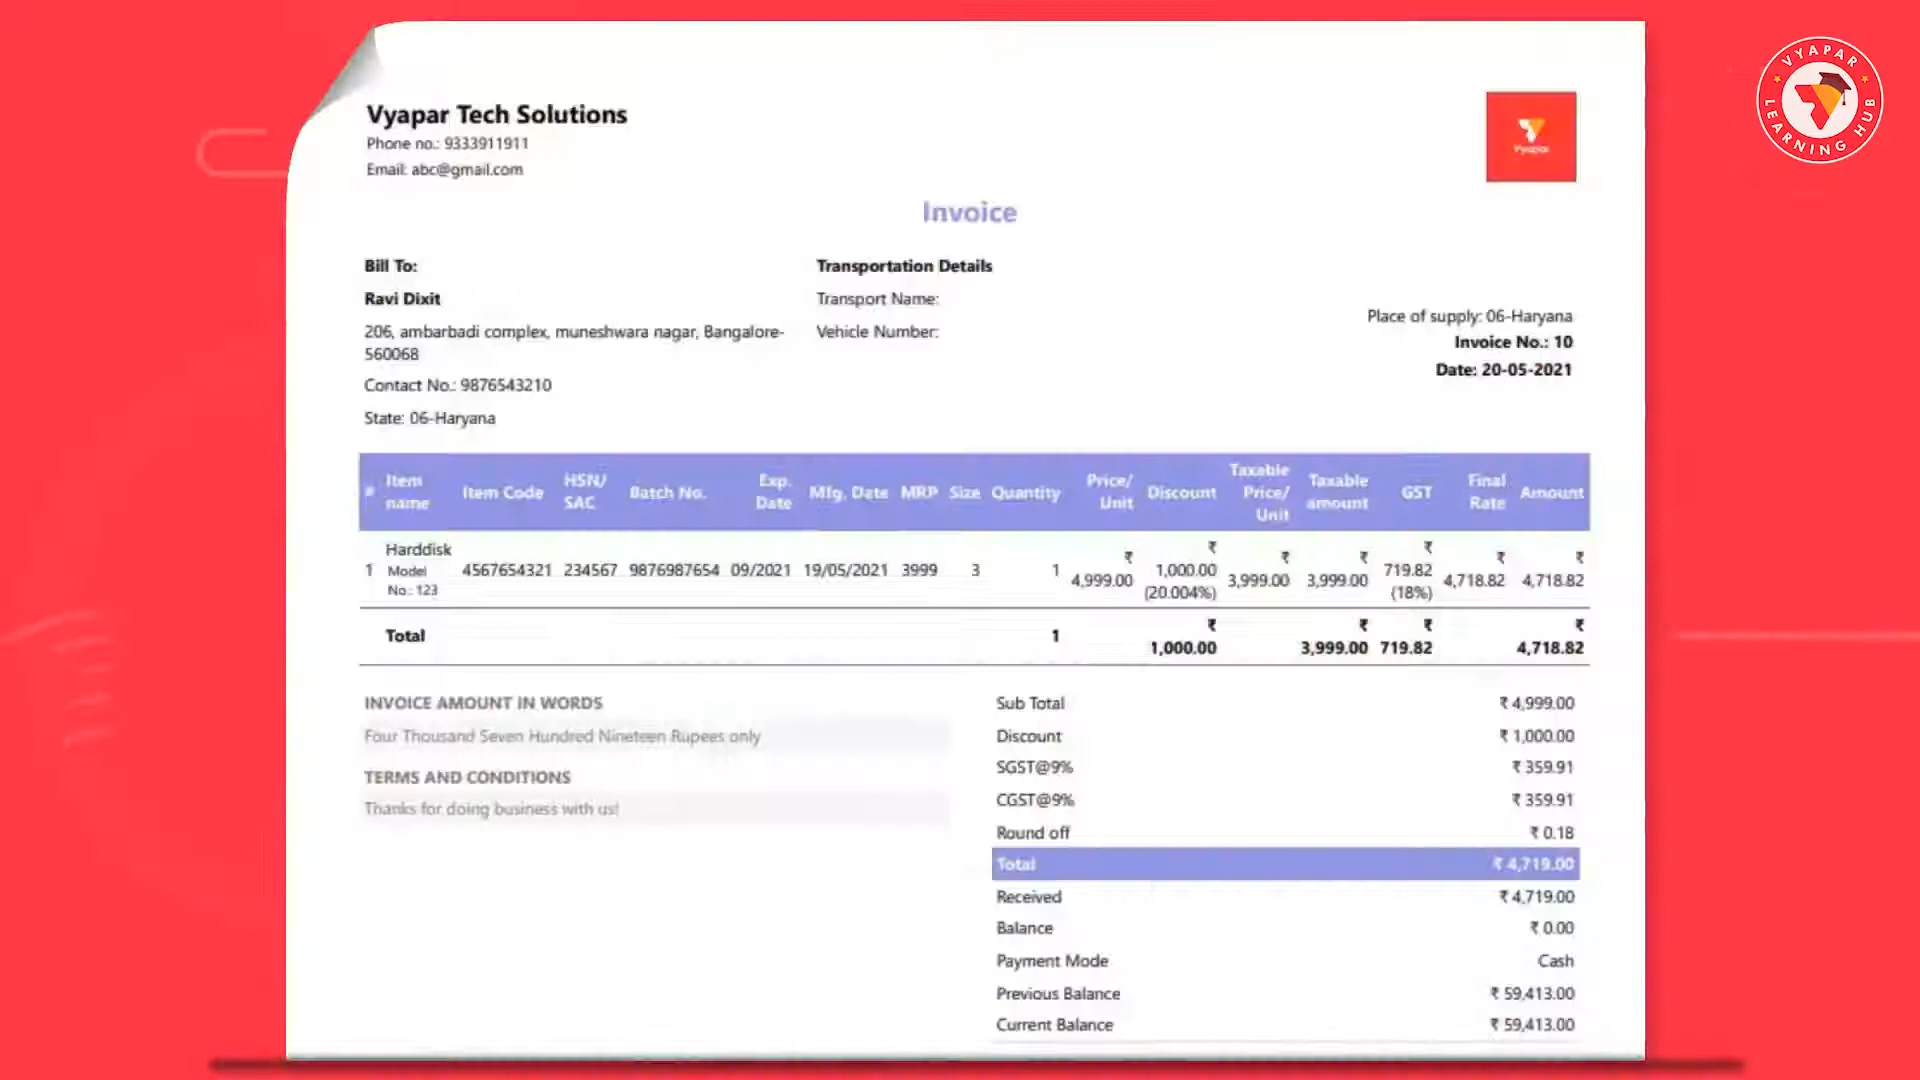 VYAPAR LEARNING HUB
Vyapar Tech Solutions
Phone no.: 9333911911
Email: abc@gmail.com
Vyapar
Invoice
Bill To:
Ravi Dixit
206, ambarbadi complex, muneshwara nagar, Bangalore-
560068
Contact No.: 9876543210
State: 06-Haryana
Transportation Details
Transport Name:
Vehicle Number:
Place of supply: 06-Haryana
Invoice No.: 10
Date: 20-05-2021
# Item name Item Code HSN/ SAC Batch No. Exp. Date Mfg. Date MRP Size Quantity Price/ Unit Discount Taxable Price/ Unit Taxable amount GST Final Rate Amount
1 Harddisk Model No.: 123 4567654321 234567 9876987654 09/2021 19/05/2021 3999 3 1 ₹ 4,999.00 ₹ 1,000.00 (20.004%) ₹ 3,999.00 ₹ 3,999.00 ₹ 719.82 (18%) ₹ 4,718.82 ₹ 4,718.82
Total 1 ₹ 1,000.00 ₹ 3,999.00 ₹ 719.82 ₹ 4,718.82
INVOICE AMOUNT IN WORDS
Four Thousand Seven Hundred Nineteen Rupees only
TERMS AND CONDITIONS
Thanks for doing business with us!
Sub Total ₹ 4,999.00
Discount ₹ 1,000.00
SGST@9% ₹ 359.91
CGST@9% ₹ 359.91
Round off ₹ 0.18
Total ₹ 4,719.00
Received ₹ 4,719.00
Balance ₹ 0.00
Payment Mode Cash
Previous Balance ₹ 59,413.00
Current Balance ₹ 59,413.00